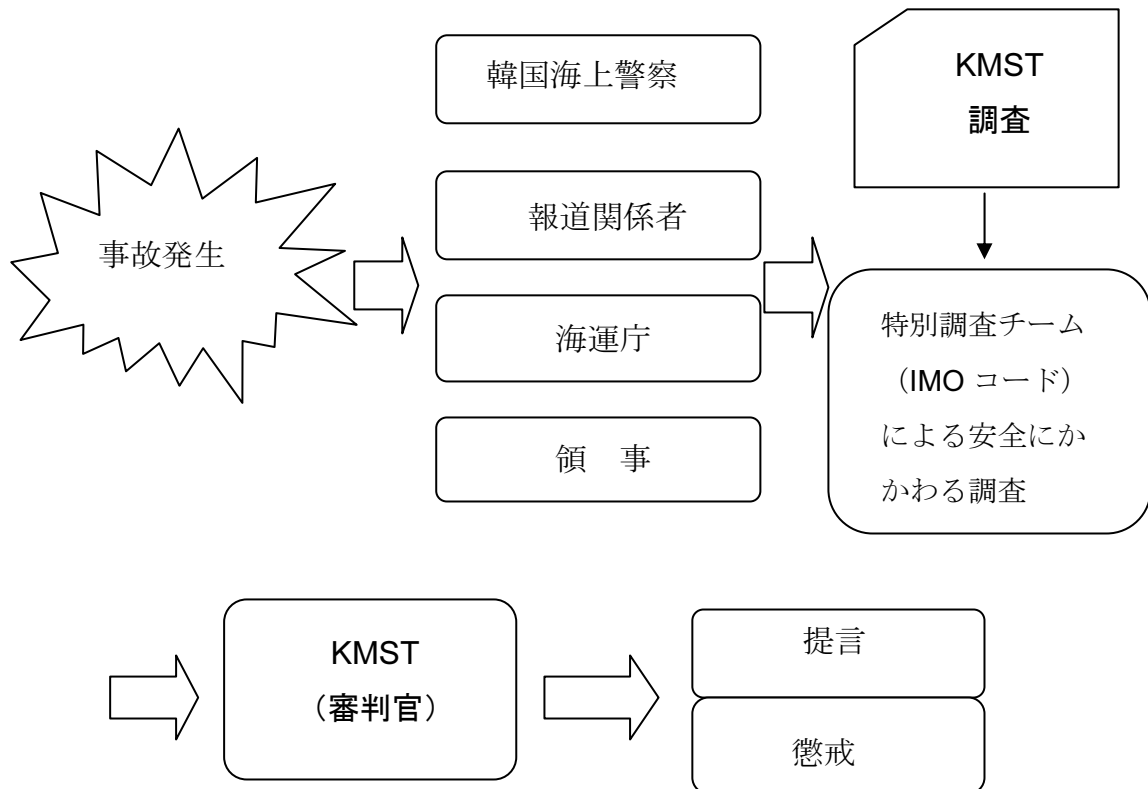 事故発生
韓国海上警察
報道関係者
海運庁
領　事
KMST
調査
特別調査チーム
（IMO コード）
による安全にか
かわる調査
KMST
（審判官）
提言
懲戒